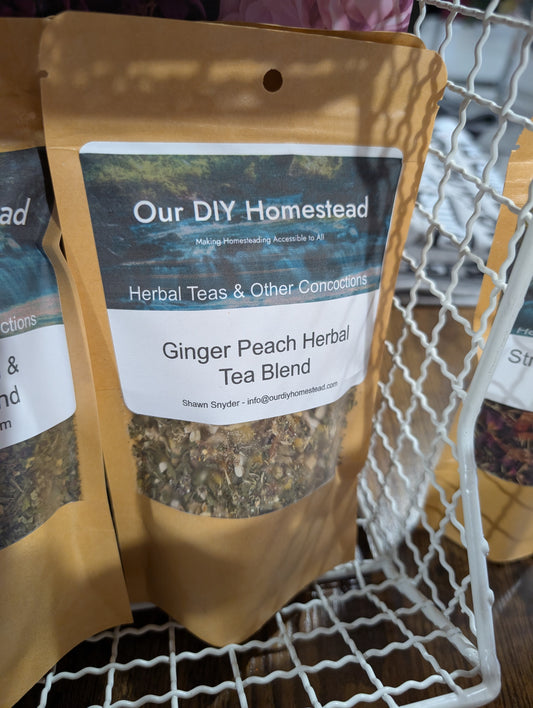 Our DIY Homestead
Making Homesteading Accessible to All
Herbal Teas & Other Concoctions
Ginger Peach Herbal
Tea Blend
Shawn Snyder - info@ourdiyhomestead.com
&